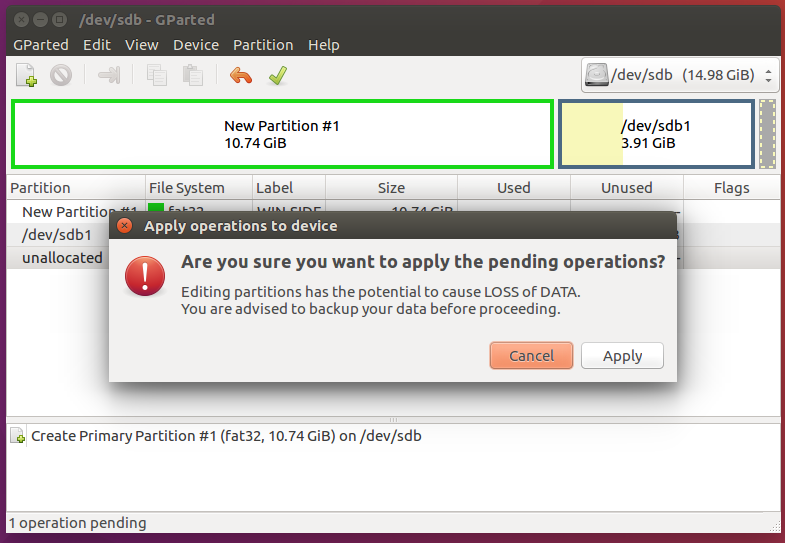 /dev/sdb - GParted
GParted Edit View Device Partition Help
/dev/sdb (14.98 GiB)
New Partition #1
10.74 GiB
/dev/sdb1
3.91 GiB
Partition File System Label Size Used Unused Flags
New Partition #1 fat32 WIN SIDE 10.74 GiB
/dev/sdb1
unallocated
Apply operations to device
Are you sure you want to apply the pending operations?
Editing partitions has the potential to cause LOSS of DATA.
You are advised to backup your data before proceeding.
Cancel Apply
Create Primary Partition #1 (fat32, 10.74 GiB) on /dev/sdb
1 operation pending